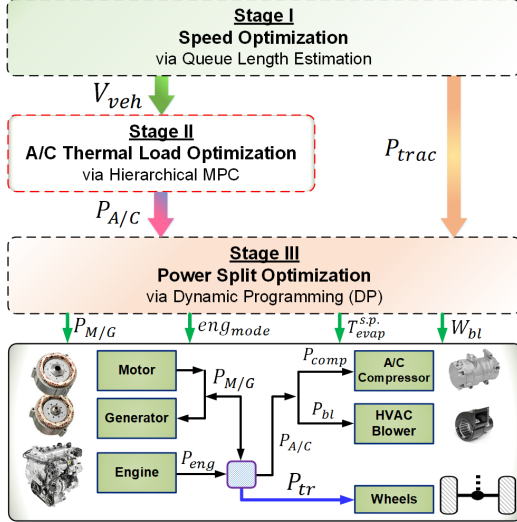 Stage I
Speed Optimization
via Queue Length Estimation
V_veh
Stage II
A/C Thermal Load Optimization
via Hierarchical MPC
P_trac
P_A/C
Stage III
Power Split Optimization
via Dynamic Programming (DP)
P_M/G
eng_mode
T_evap^s.p.
W_bl
Motor
Generator
Engine
P_M/G
P_eng
P_comp
P_bl
P_A/C
P_tr
A/C
Compressor
HVAC
Blower
Wheels